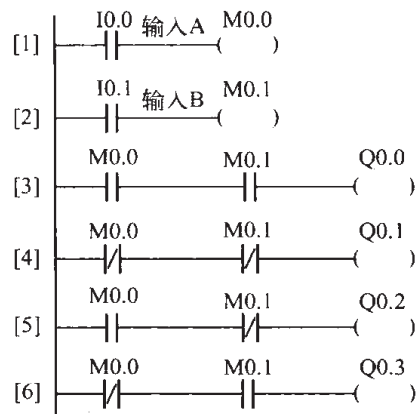 I0.0 输入A M0.0
[1]
I0.1 输入B M0.1
[2]
M0.0 M0.1 Q0.0
[3]
M0.0 M0.1 Q0.1
[4]
M0.0 M0.1 Q0.2
[5]
M0.0 M0.1 Q0.3
[6]